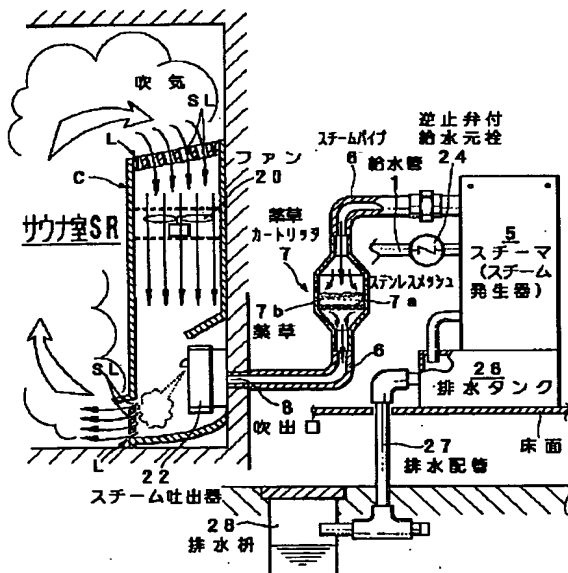 吹気
SL
L
C
ファン
20
サウナ室SR
スチームパイプ
6
給水管
1
逆止弁付
給水元栓
24
薬草
カートリッヂ
7
ステンレスメッシュ
7a
7b
薬草
5
スチーマ
(スチーム
発生器)
6
26
排水タンク
SL
L
8
吹出
22
スチーム吐出器
27
排水配管
床面
28
排水枡